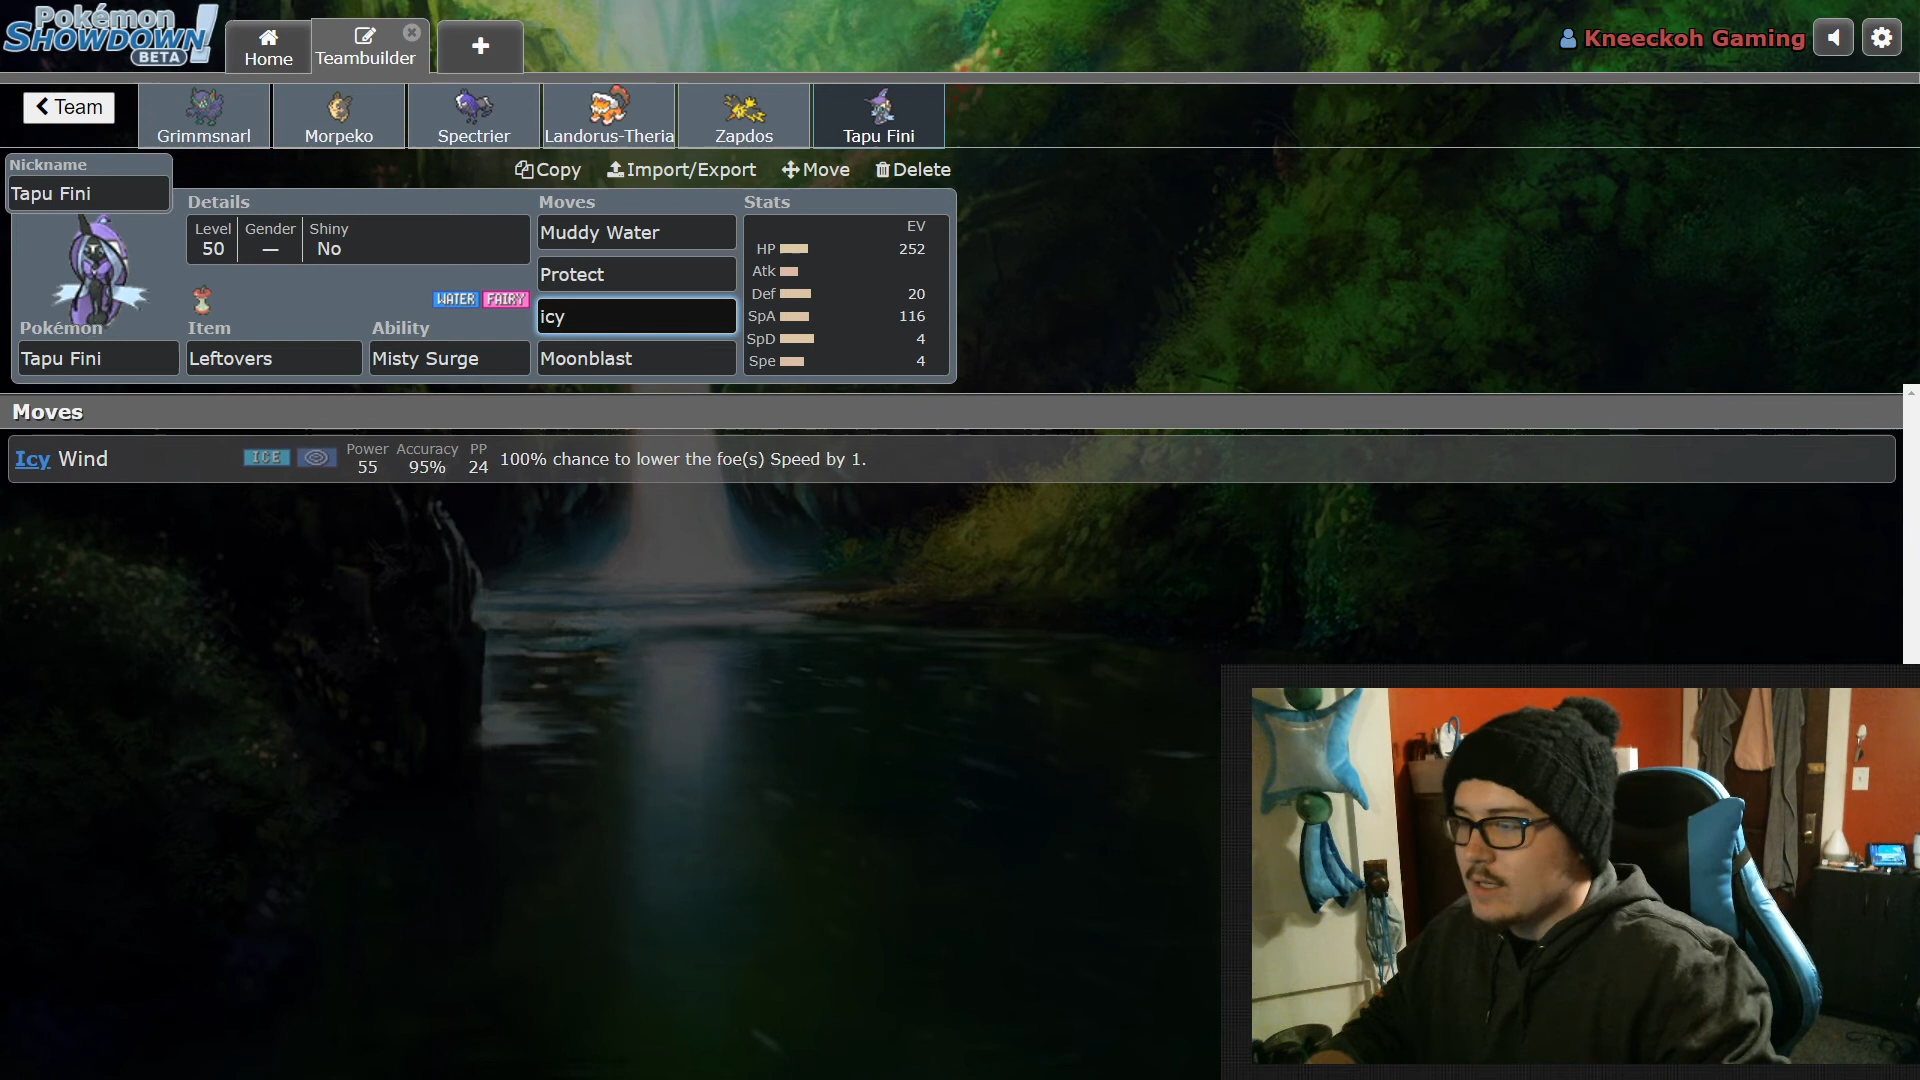 Pokémon
SHOWDOWN!
BETA
Home
Teambuilder
Kneeckoh Gaming
Team
Grimmsnarl
Morpeko
Spectrier
Landorus-Theria
Zapdos
Tapu Fini
Copy
Import/Export
Move
Delete
Nickname
Tapu Fini
Details
Level
50
Gender
—
Shiny
No
WATER FAIRY
Pokémon
Tapu Fini
Item
Leftovers
Ability
Misty Surge
Moves
Muddy Water
Protect
icy
Moonblast
Stats
EV
HP 252
Atk
Def 20
SpA 116
SpD 4
Spe 4
Moves
Icy Wind
ICE
Power
55
Accuracy
95%
PP
24
100% chance to lower the foe(s) Speed by 1.